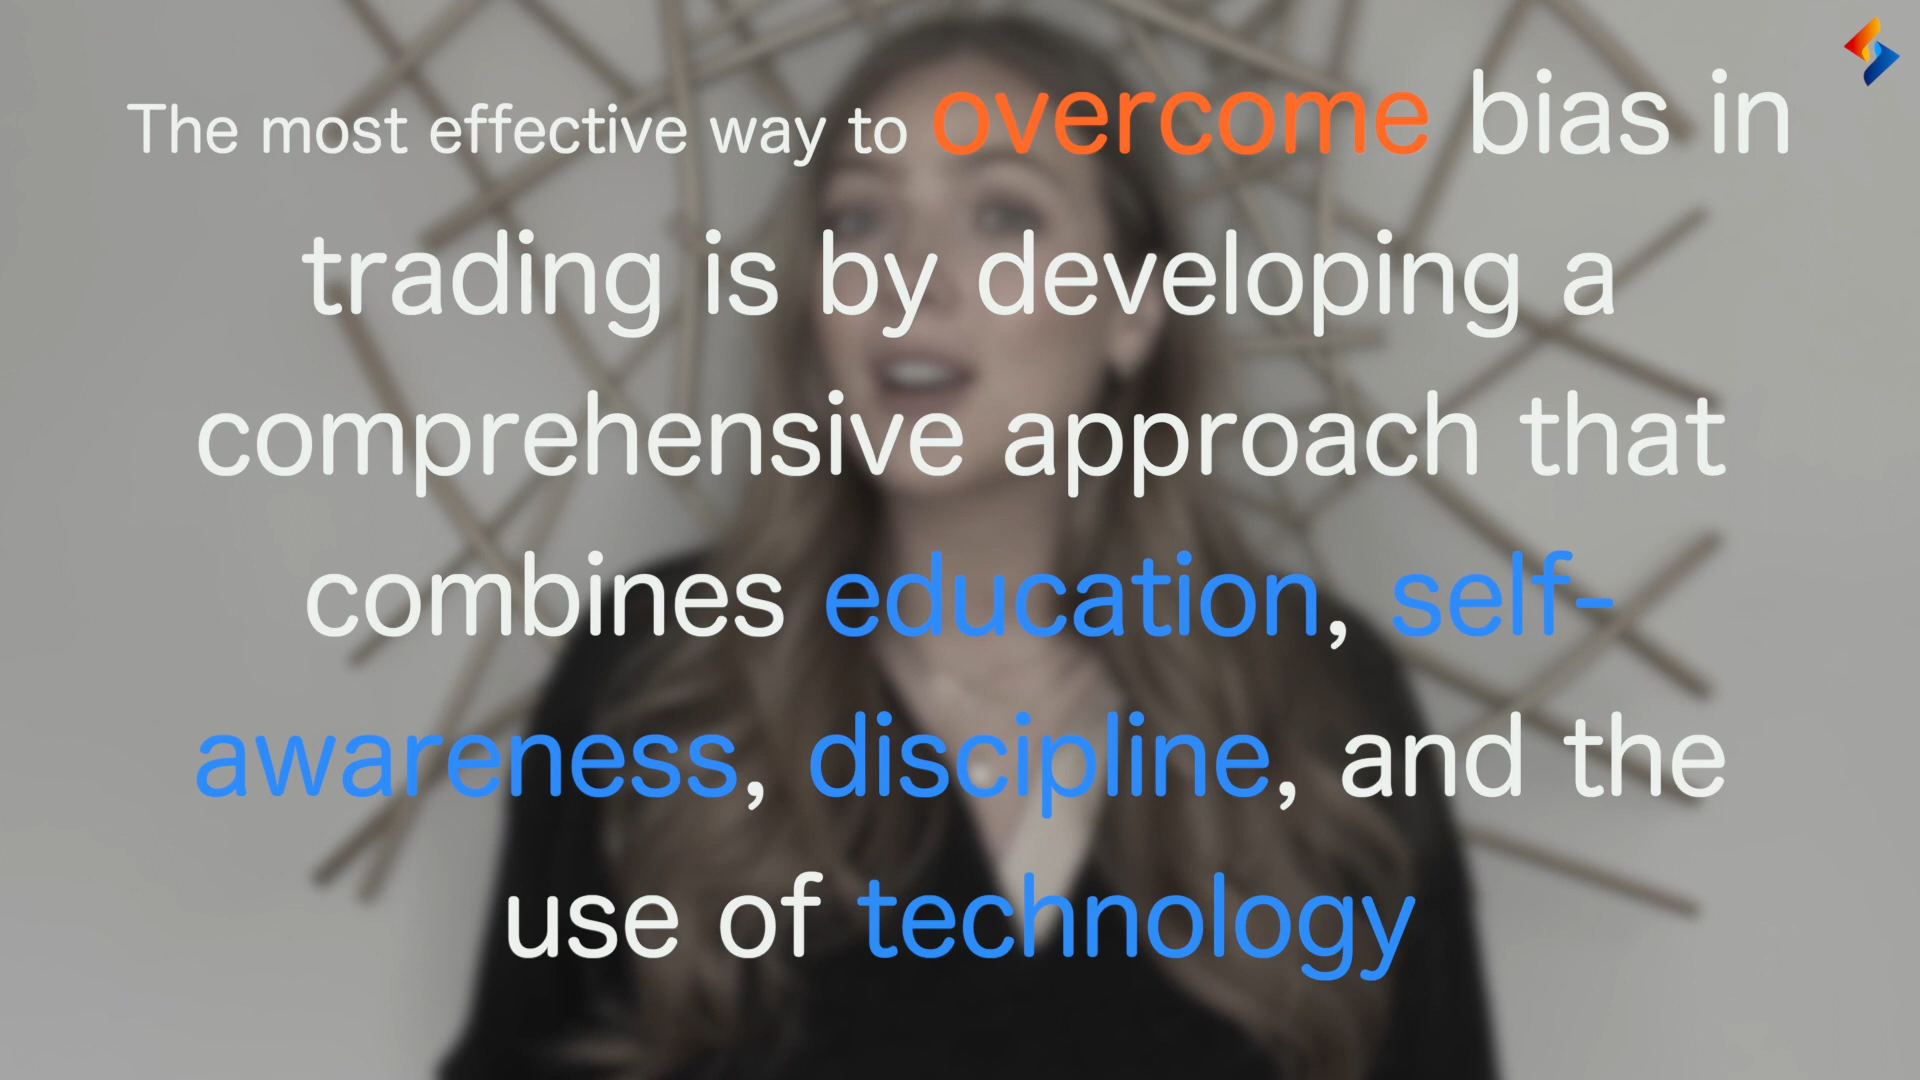 The most effective way to overcome bias in
trading is by developing a
comprehensive approach that
combines education, self-
awareness, discipline, and the
use of technology